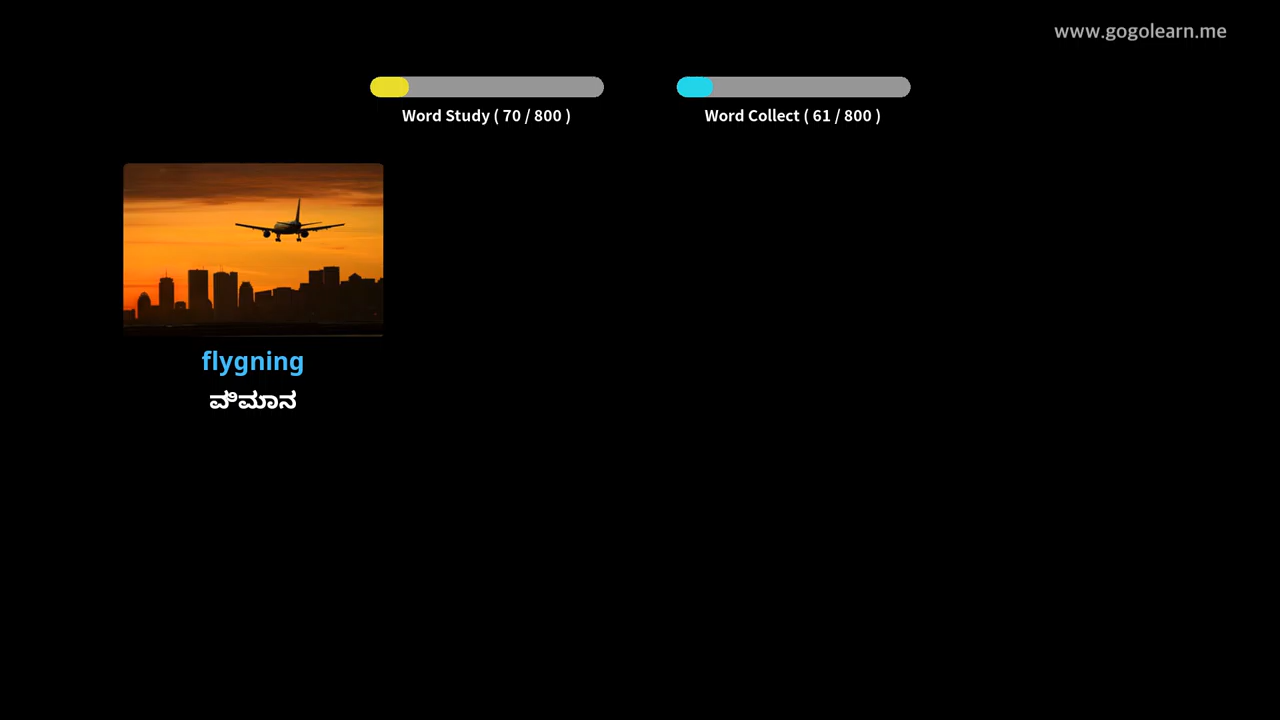 www.gogolearn.me
Word Study ( 70 / 800 )
Word Collect ( 61 / 800 )
flygning
ವಿಮಾನ